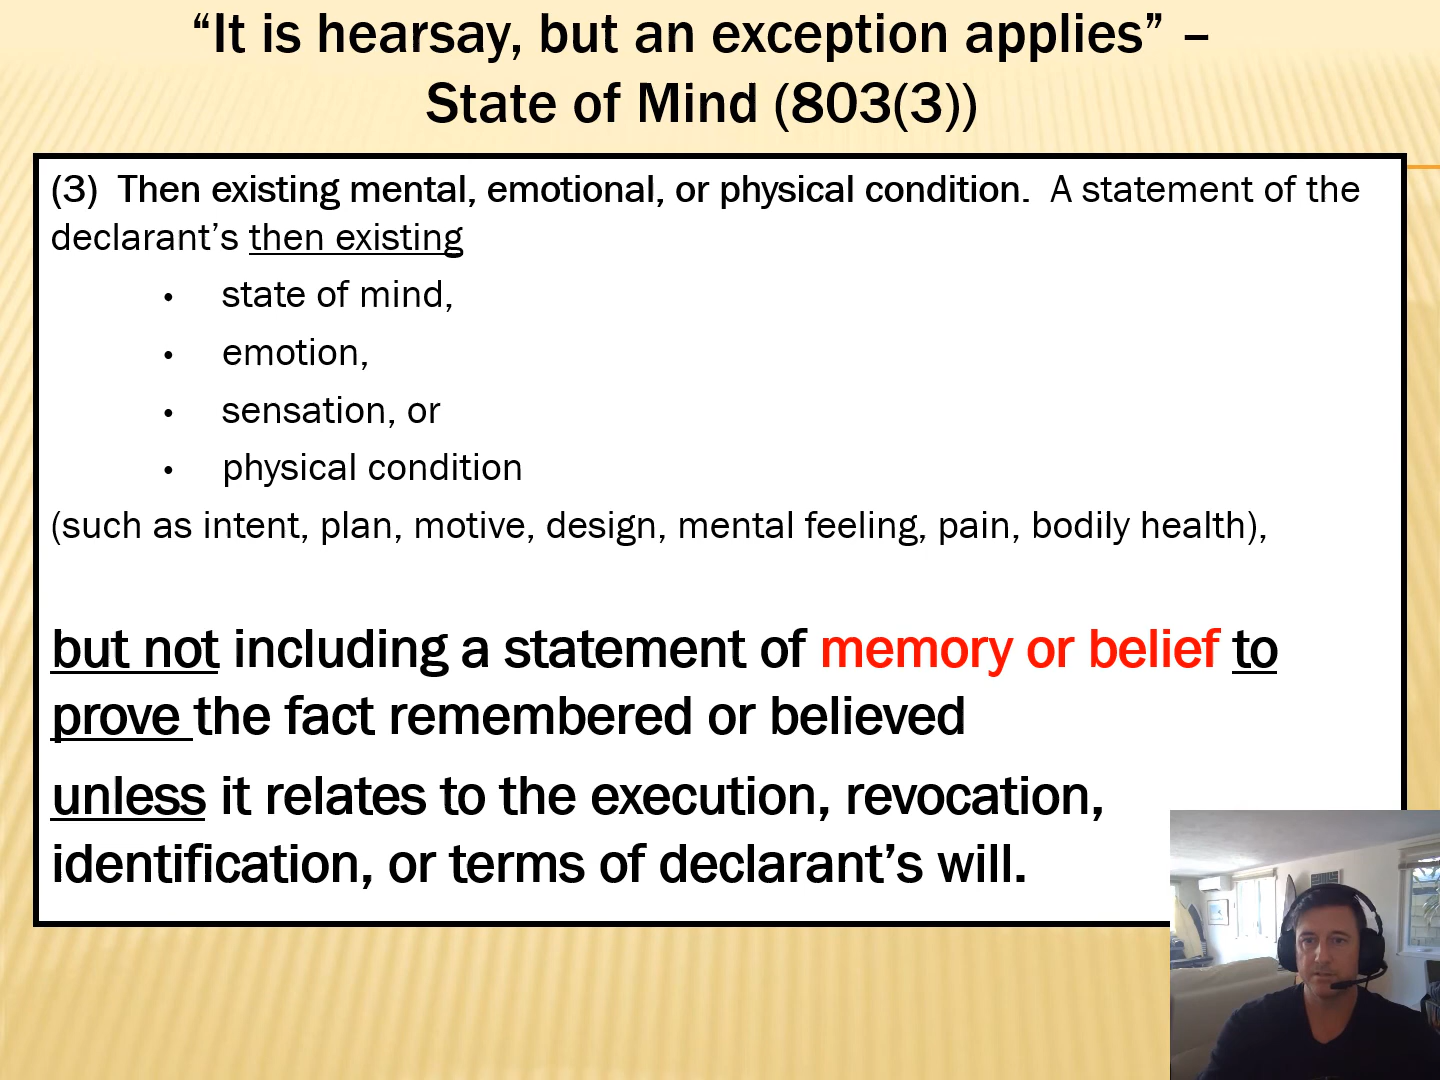 “It is hearsay, but an exception applies” –
State of Mind (803(3))
(3) Then existing mental, emotional, or physical condition. A statement of the
declarant’s then existing
• state of mind,
• emotion,
• sensation, or
• physical condition
(such as intent, plan, motive, design, mental feeling, pain, bodily health),
but not including a statement of memory or belief to
prove the fact remembered or believed
unless it relates to the execution, revocation,
identification, or terms of declarant’s will.